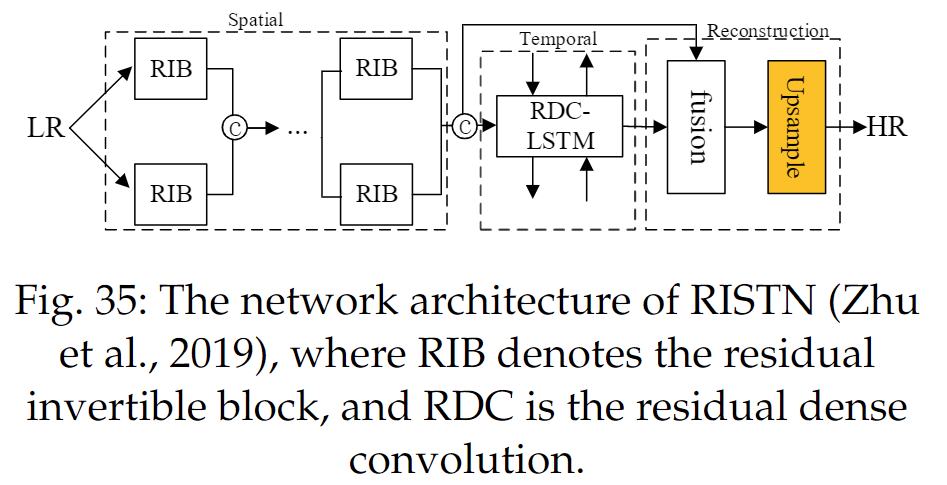 Spatial
Temporal
Reconstruction
RIB
RIB
LR
C
...
C
RDC-
LSTM
fusion
Upsample
HR
RIB
RIB
Fig. 35: The network architecture of RISTN (Zhu
et al., 2019), where RIB denotes the residual
invertible block, and RDC is the residual dense
convolution.